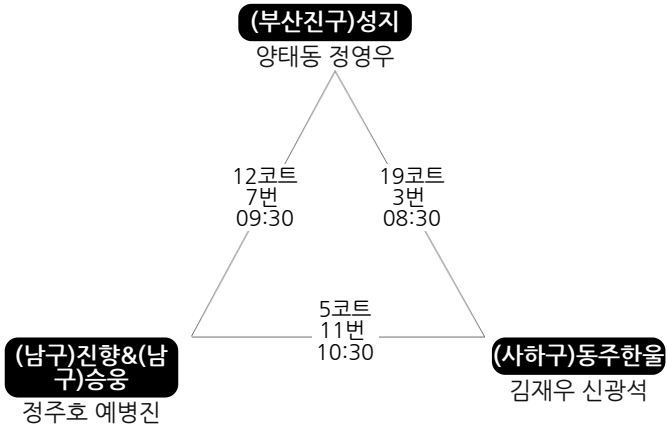 (부산진구)성지
양태동 정영우
12코트
7번
09:30
19코트
3번
08:30
5코트
11번
10:30
(남구)진향&(남
구)승웅
정주호 예병진
(사하구)동주한울
김재우 신광석